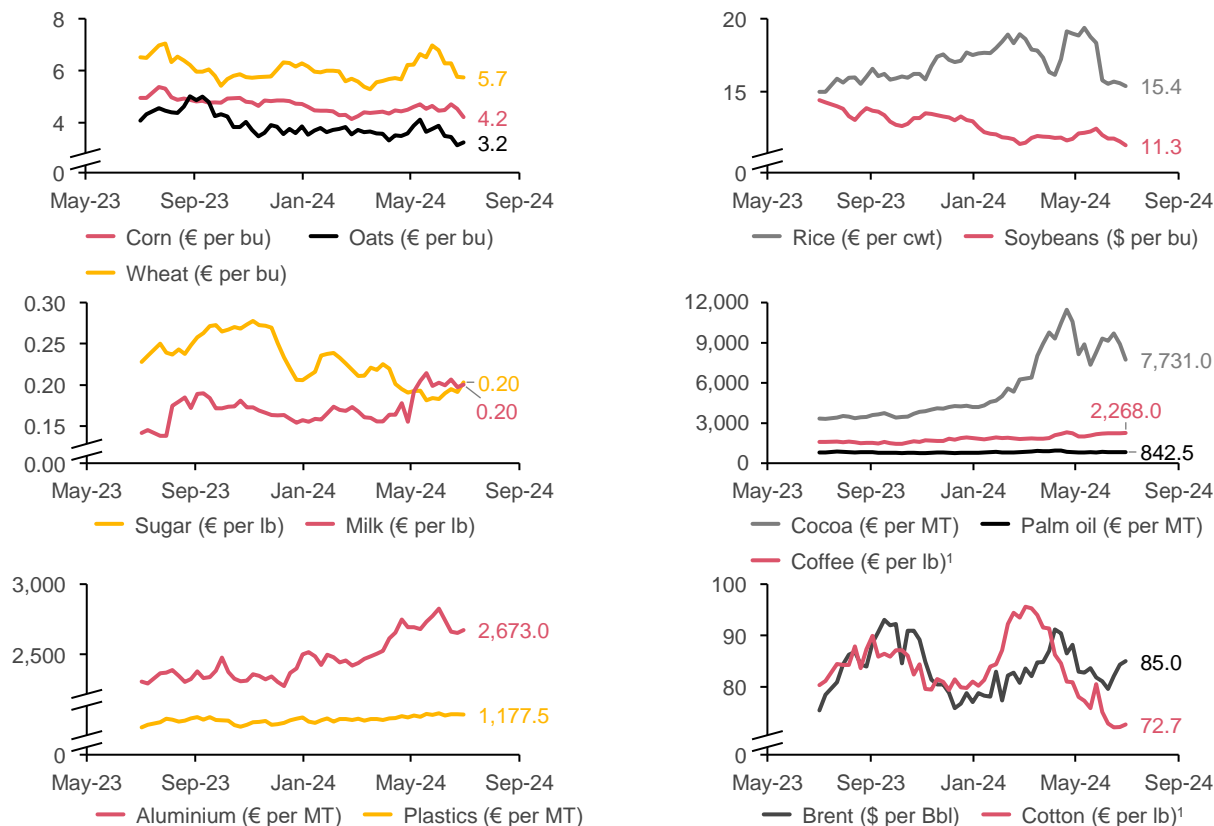 8
6
4
0
5.7
4.2
3.2
May-23 Sep-23 Jan-24 May-24 Sep-24
Corn (€ per bu) Oats (€ per bu)
Wheat (€ per bu)
20
15
0
15.4
11.3
May-23 Sep-23 Jan-24 May-24 Sep-24
Rice (€ per cwt) Soybeans ($ per bu)
0.30
0.25
0.20
0.15
0.00
0.20
0.20
May-23 Sep-23 Jan-24 May-24 Sep-24
Sugar (€ per lb) Milk (€ per lb)
12,000
9,000
6,000
3,000
0
7,731.0
2,268.0
842.5
May-23 Sep-23 Jan-24 May-24 Sep-24
Cocoa (€ per MT) Palm oil (€ per MT)
Coffee (€ per lb)¹
3,000
2,500
0
2,673.0
1,177.5
May-23 Sep-23 Jan-24 May-24 Sep-24
Aluminium (€ per MT) Plastics (€ per MT)
100
90
80
0
85.0
72.7
May-23 Sep-23 Jan-24 May-24 Sep-24
Brent ($ per Bbl) Cotton (€ per lb)¹